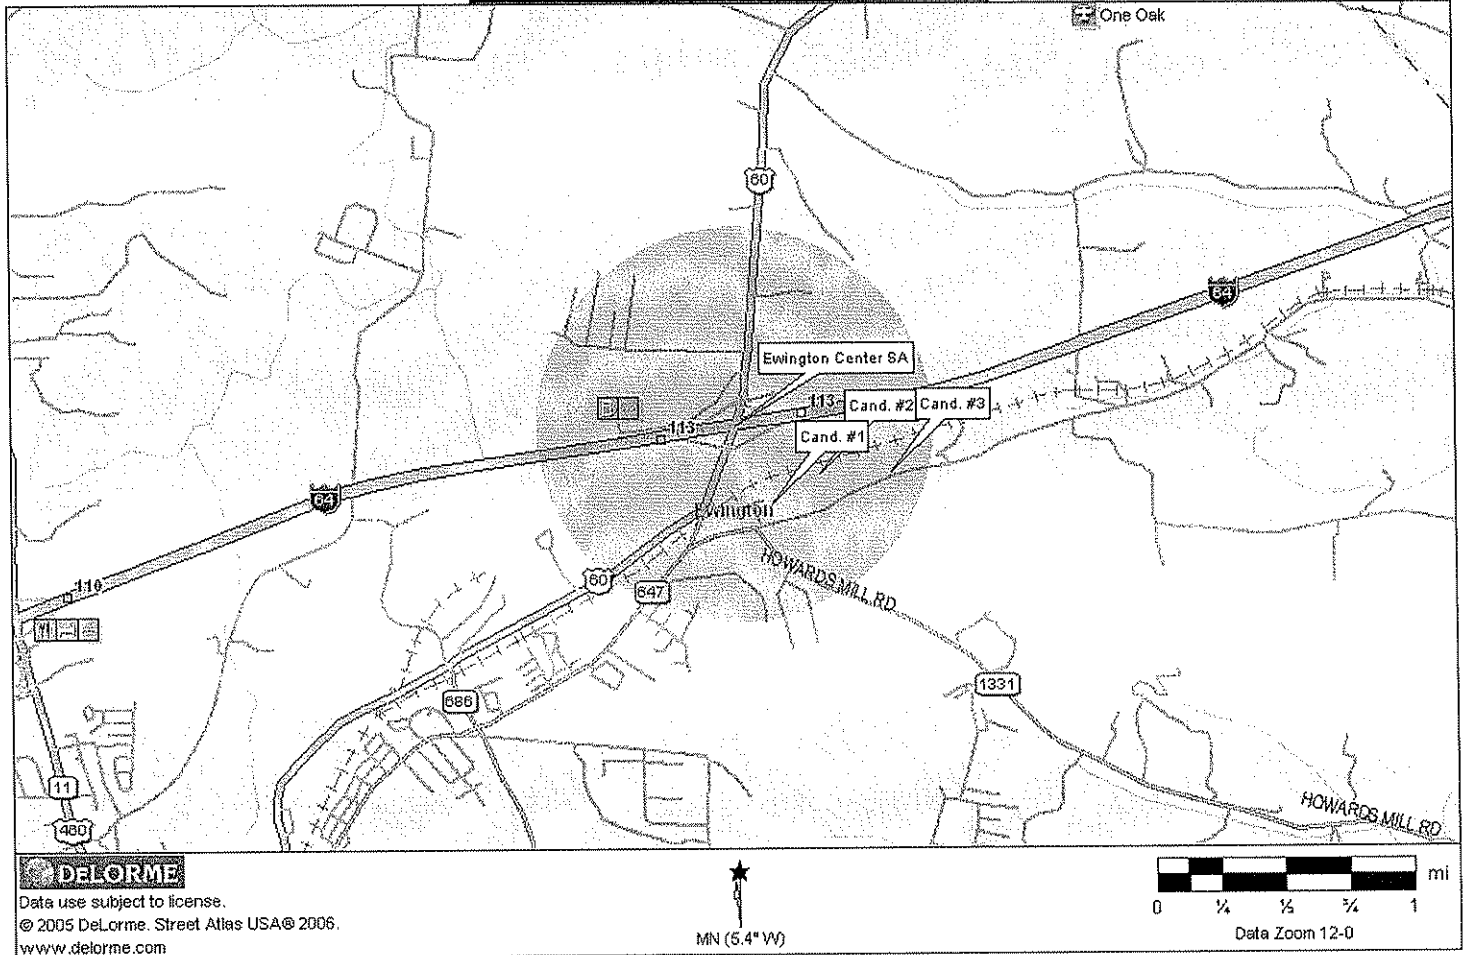 One Oak
60
64
Ewington Center SA
113
Cand. #2
Cand. #3
113
Cand. #1
64
Ewington
HOWARDS MILL RD
60
647
110
1331
686
11
460
HOWARDS MILL RD
DELORME
Data use subject to license.
© 2005 DeLorme. Street Atlas USA® 2006.
www.delorme.com
MN (5.4° W)
mi
0 ¼ ½ ¾ 1
Data Zoom 12-0